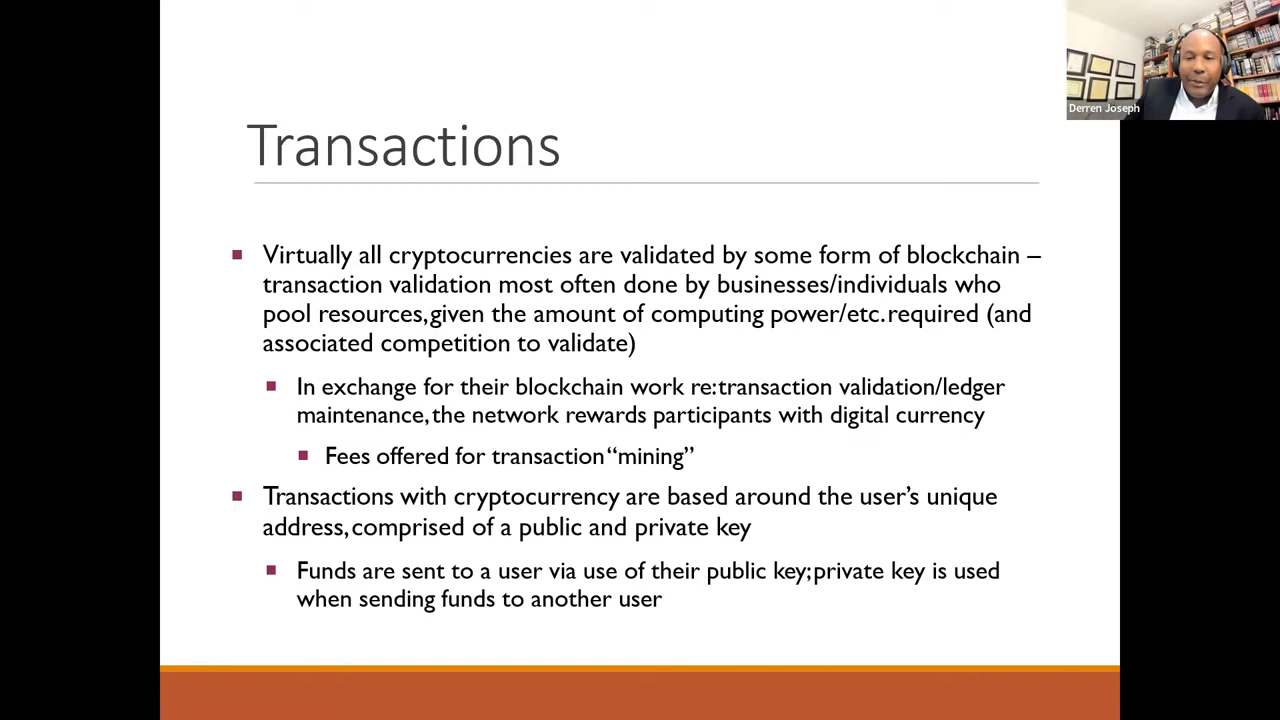 Derren Joseph
Transactions
Virtually all cryptocurrencies are validated by some form of blockchain –
transaction validation most often done by businesses/individuals who
pool resources, given the amount of computing power/etc. required (and
associated competition to validate)
In exchange for their blockchain work re: transaction validation/ledger
maintenance, the network rewards participants with digital currency
Fees offered for transaction “mining”
Transactions with cryptocurrency are based around the user’s unique
address, comprised of a public and private key
Funds are sent to a user via use of their public key; private key is used
when sending funds to another user